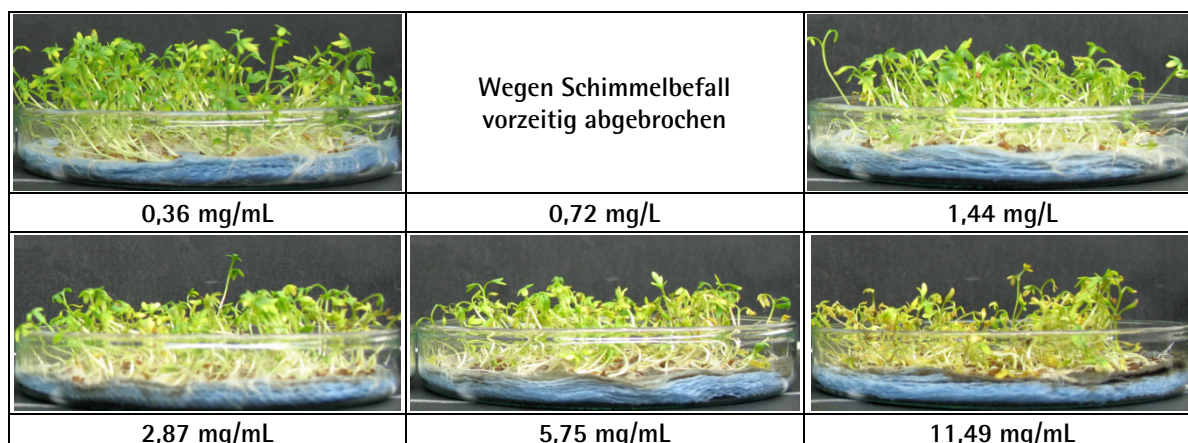 Wegen Schimmelbefall
vorzeitig abgebrochen
0,36 mg/mL
0,72 mg/L
1,44 mg/L
2,87 mg/mL
5,75 mg/mL
11,49 mg/mL